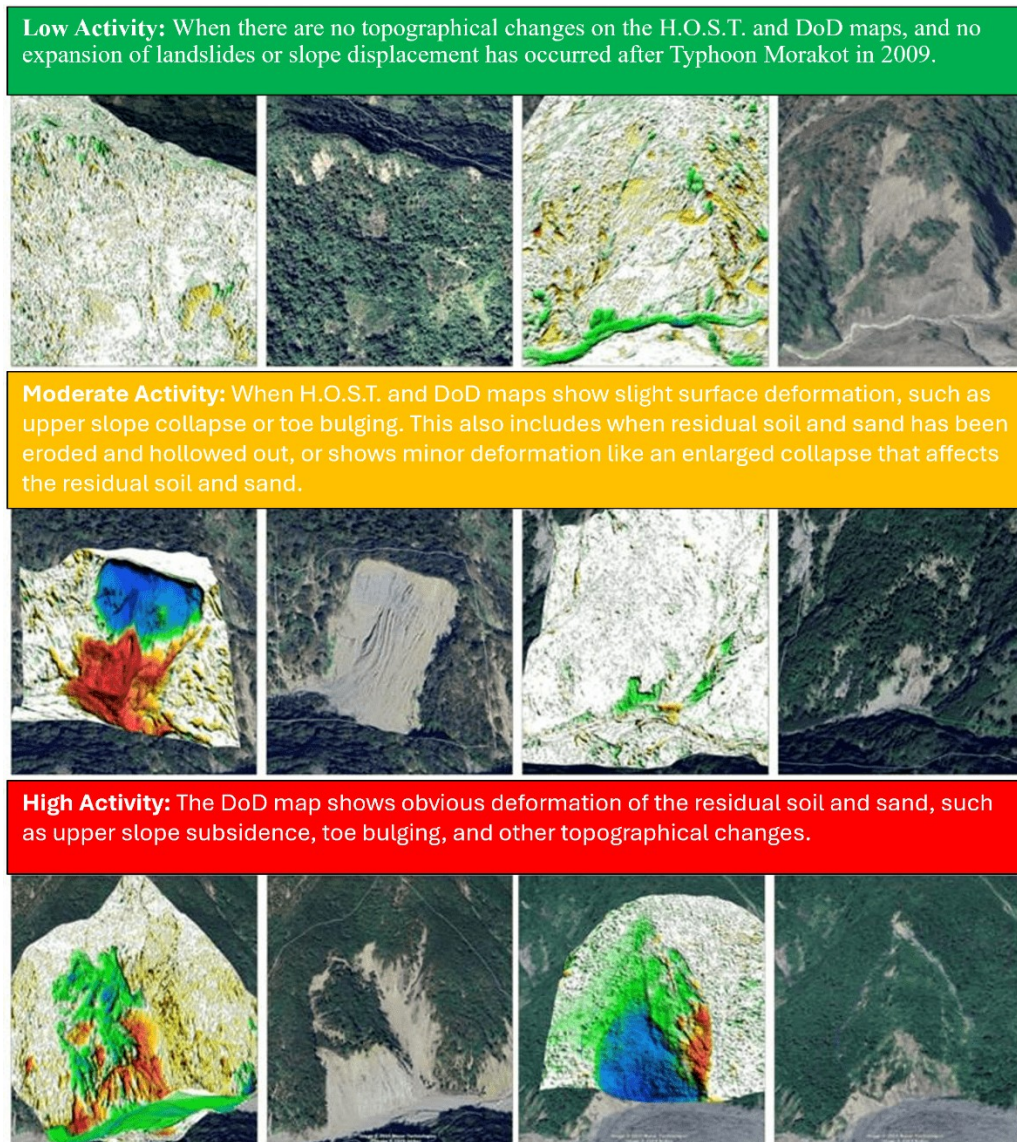 Low Activity: When there are no topographical changes on the H.O.S.T. and DoD maps, and no
expansion of landslides or slope displacement has occurred after Typhoon Morakot in 2009.
Moderate Activity: When H.O.S.T. and DoD maps show slight surface deformation, such as
upper slope collapse or toe bulging. This also includes when residual soil and sand has been
eroded and hollowed out, or shows minor deformation like an enlarged collapse that affects
the residual soil and sand.
High Activity: The DoD map shows obvious deformation of the residual soil and sand, such
as upper slope subsidence, toe bulging, and other topographical changes.